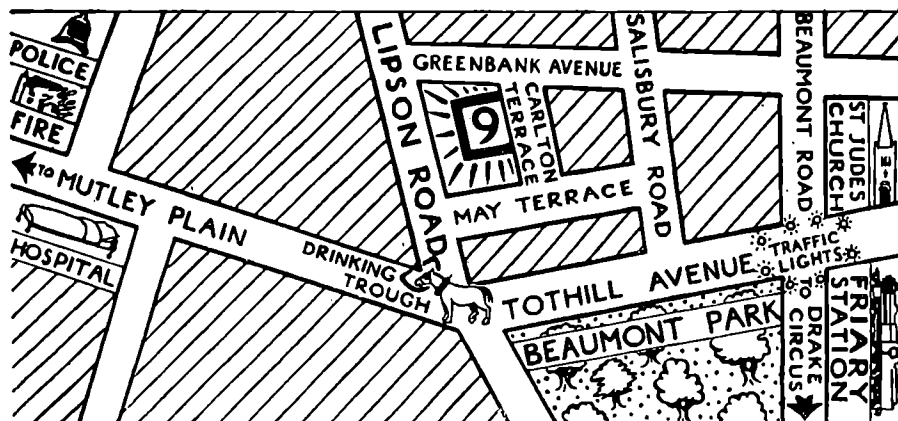 POLICE
FIRE
TO MUTLEY PLAIN
HOSPITAL
DRINKING
TROUGH
LIPSON ROAD
GREENBANK AVENUE
9
CARLTON
TERRACE
MAY TERRACE
SALISBURY ROAD
BEAUMONT ROAD
ST JUDES
CHURCH
TOTHILL AVENUE
TRAFFIC
LIGHTS
BEAUMONT PARK
TO DRAKE
CIRCUS
FRIARY
STATION